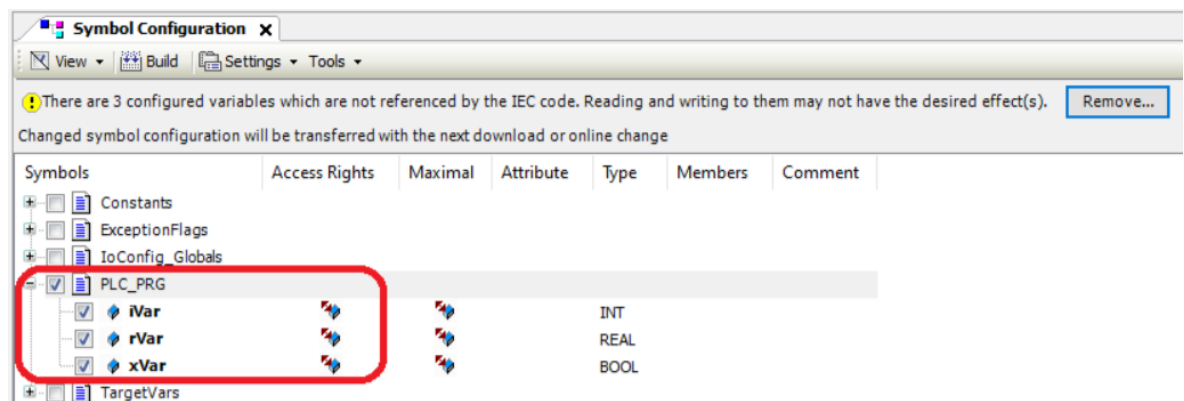 Symbol Configuration
View Build Settings Tools
There are 3 configured variables which are not referenced by the IEC code. Reading and writing to them may not have the desired effect(s). Remove...
Changed symbol configuration will be transferred with the next download or online change
Symbols Access Rights Maximal Attribute Type Members Comment
Constants
ExceptionFlags
IoConfig_Globals
PLC_PRG
iVar INT
rVar REAL
xVar BOOL
TargetVars